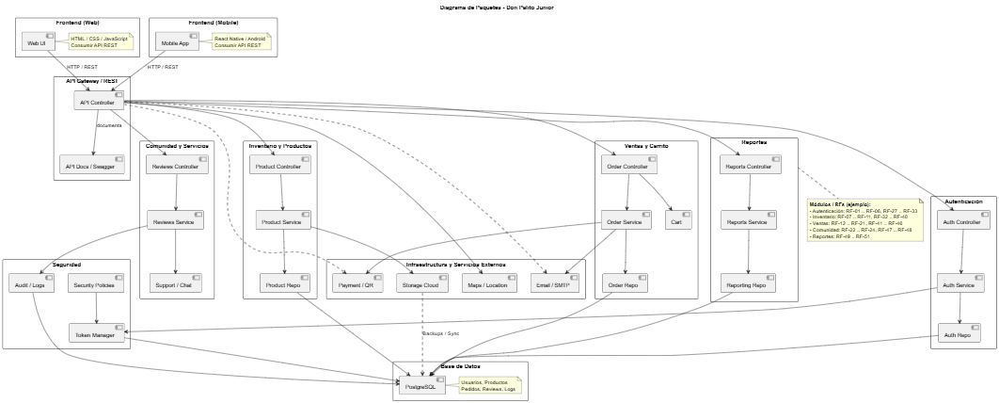 Diagrama de Paquetes - Don Palito Junior
Frontend (Web)
Web UI
HTML / CSS / JavaScript
Consumir API REST
Frontend (Mobile)
Mobile App
React Native / Android
Consumir API REST
HTTP / REST
HTTP / REST
API Gateway / REST
API Controller
documenta
API Docs / Swagger
Comunidad y Servicios
Reviews Controller
Reviews Service
Support / Chat
Inventario y Productos
Product Controller
Product Service
Product Repo
Ventas y Carrito
Order Controller
Order Service
Cart
Order Repo
Reportes
Reports Controller
Reports Service
Reporting Repo
Módulos / RFs (ejemplo):
- Autenticación: RF-01 .. RF-06, RF-27 .. RF-33
- Inventario: RF-07 .. RF-11, RF-32 .. RF-40
- Ventas: RF-12 .. RF-21, RF-41 .. RF-46
- Comunidad: RF-23 .. RF-24, RF-47 .. RF-48
- Reportes: RF-49 .. RF-51
Autenticación
Auth Controller
Auth Service
Auth Repo
Seguridad
Audit / Logs
Security Policies
Token Manager
Infraestructura y Servicios Externos
Payment / QR
Storage Cloud
Maps / Location
Email / SMTP
Backups / Sync
Base de Datos
PostgreSQL
Usuarios, Productos
Pedidos, Reviews, Logs